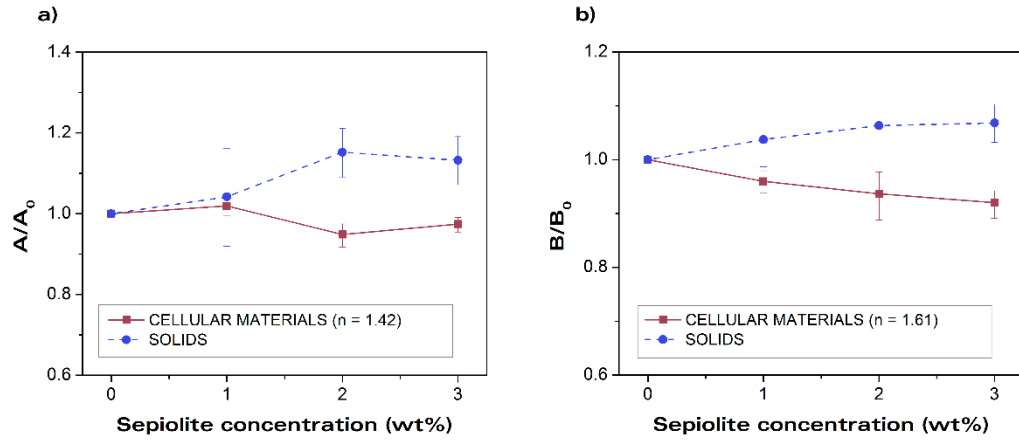 a)
1.4
1.2
1.0
0.8
0.6
A/A0
CELLULAR MATERIALS (n = 1.42)
SOLIDS
0 1 2 3
Sepiolite concentration (wt%)
b)
1.2
1.0
0.8
0.6
B/B0
CELLULAR MATERIALS (n = 1.61)
SOLIDS
0 1 2 3
Sepiolite concentration (wt%)